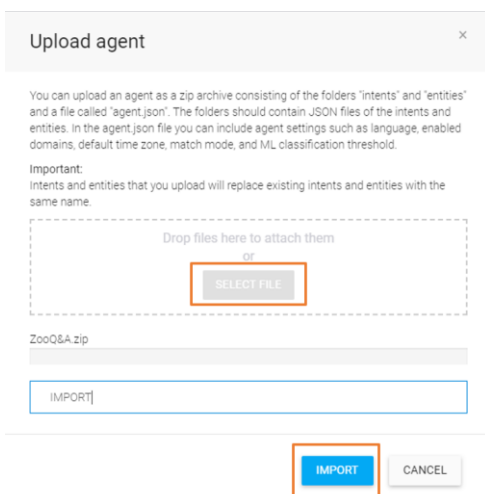 Upload agent
×
You can upload an agent as a zip archive consisting of the folders "intents" and "entities"
and a file called "agent.json". The folders should contain JSON files of the intents and
entities. In the agent.json file you can include agent settings such as language, enabled
domains, default time zone, match mode, and ML classification threshold.
Important:
Intents and entities that you upload will replace existing intents and entities with the
same name.
Drop files here to attach them
or
SELECT FILE
ZooQ&A.zip
IMPORT
IMPORT CANCEL